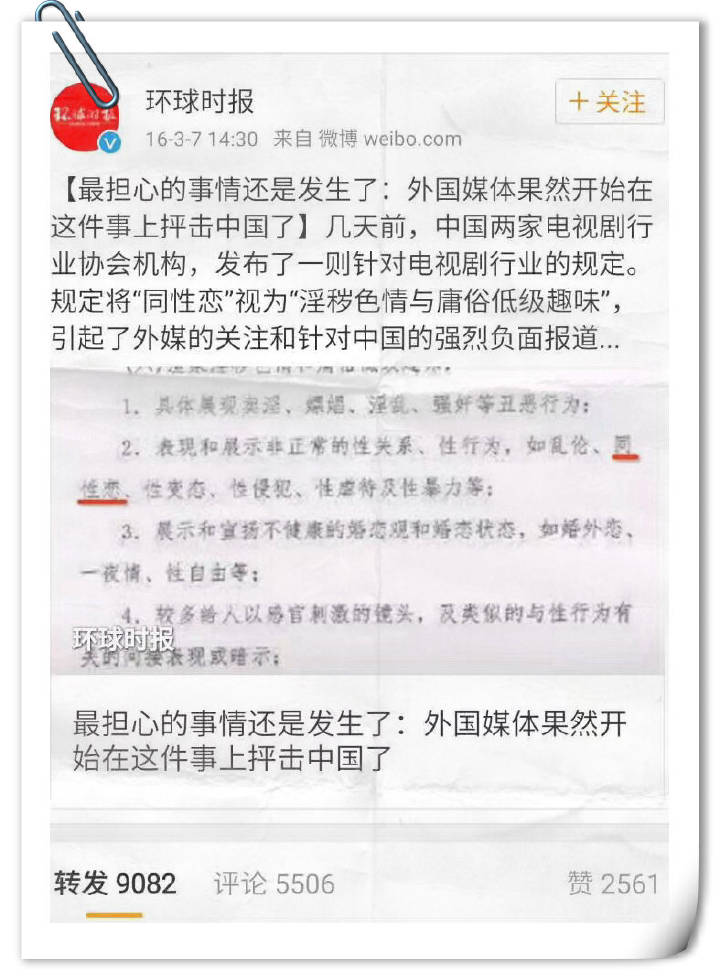 环球时报
环球时报
+ 关注
16-3-7 14:30 来自 微博 weibo.com
【最担心的事情还是发生了：外国媒体果然开始在
这件事上抨击中国了】几天前，中国两家电视剧行
业协会机构，发布了一则针对电视剧行业的规定。
规定将“同性恋”视为“淫秽色情与庸俗低级趣味”，
引起了外媒的关注和针对中国的强烈负面报道...
1. 具体展现卖淫、嫖娼、淫乱、强奸等丑恶行为；
2. 表现和展示非正常的性关系、性行为，如乱伦、同
性恋、性变态、性侵犯、性虐待及性暴力等；
3. 展示和宣扬不健康的婚恋观和婚恋状态，如婚外恋、
一夜情、性自由等；
4. 较多给人以感官刺激的镜头，及类似的与性行为有
关的间接表现或暗示；
环球时报
最担心的事情还是发生了：外国媒体果然开
始在这件事上抨击中国了
转发 9082 评论 5506 赞 2561